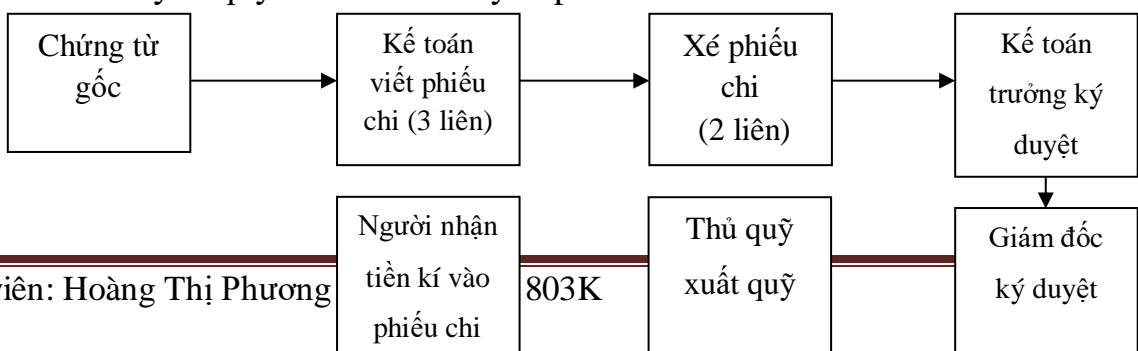 Chứng từ
gốc
Kế toán
viết phiếu
chi (3 liên)
Xé phiếu
chi
(2 liên)
Kế toán
trưởng ký
duyệt
Người nhận
tiền kí vào
phiếu chi
Thủ quỹ
xuất quỹ
Giám đốc
ký duyệt
viên: Hoàng Thị Phương 803K